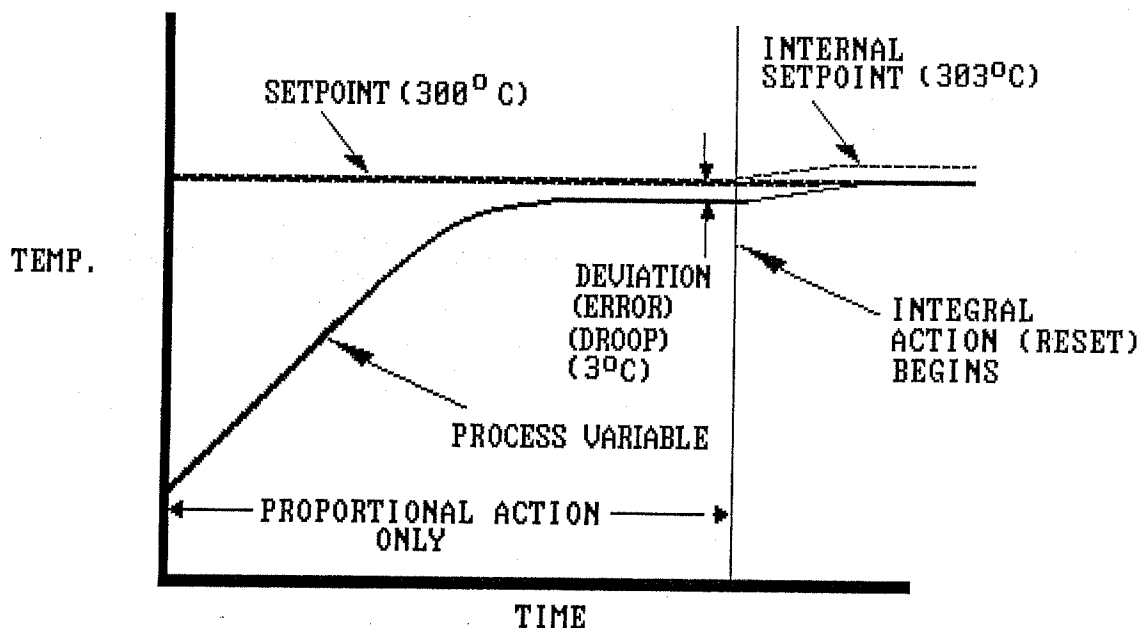 INTERNAL
SETPOINT (303°C)
SETPOINT (300° C)
TEMP.
DEVIATION
(ERROR)
(DROOP)
(3°C)
INTEGRAL
ACTION (RESET)
BEGINS
PROCESS VARIABLE
PROPORTIONAL ACTION
ONLY
TIME